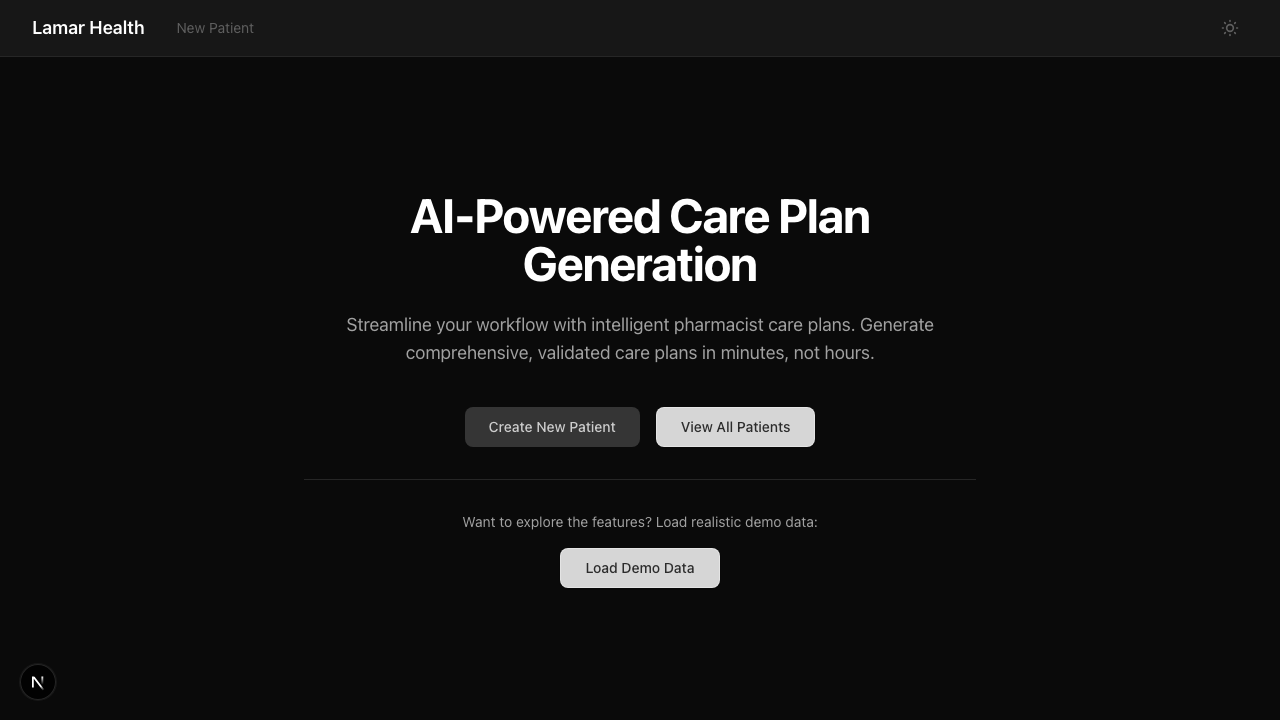 Lamar Health
New Patient
AI-Powered Care Plan
Generation
Streamline your workflow with intelligent pharmacist care plans. Generate
comprehensive, validated care plans in minutes, not hours.
Create New Patient
View All Patients
Want to explore the features? Load realistic demo data:
Load Demo Data
N